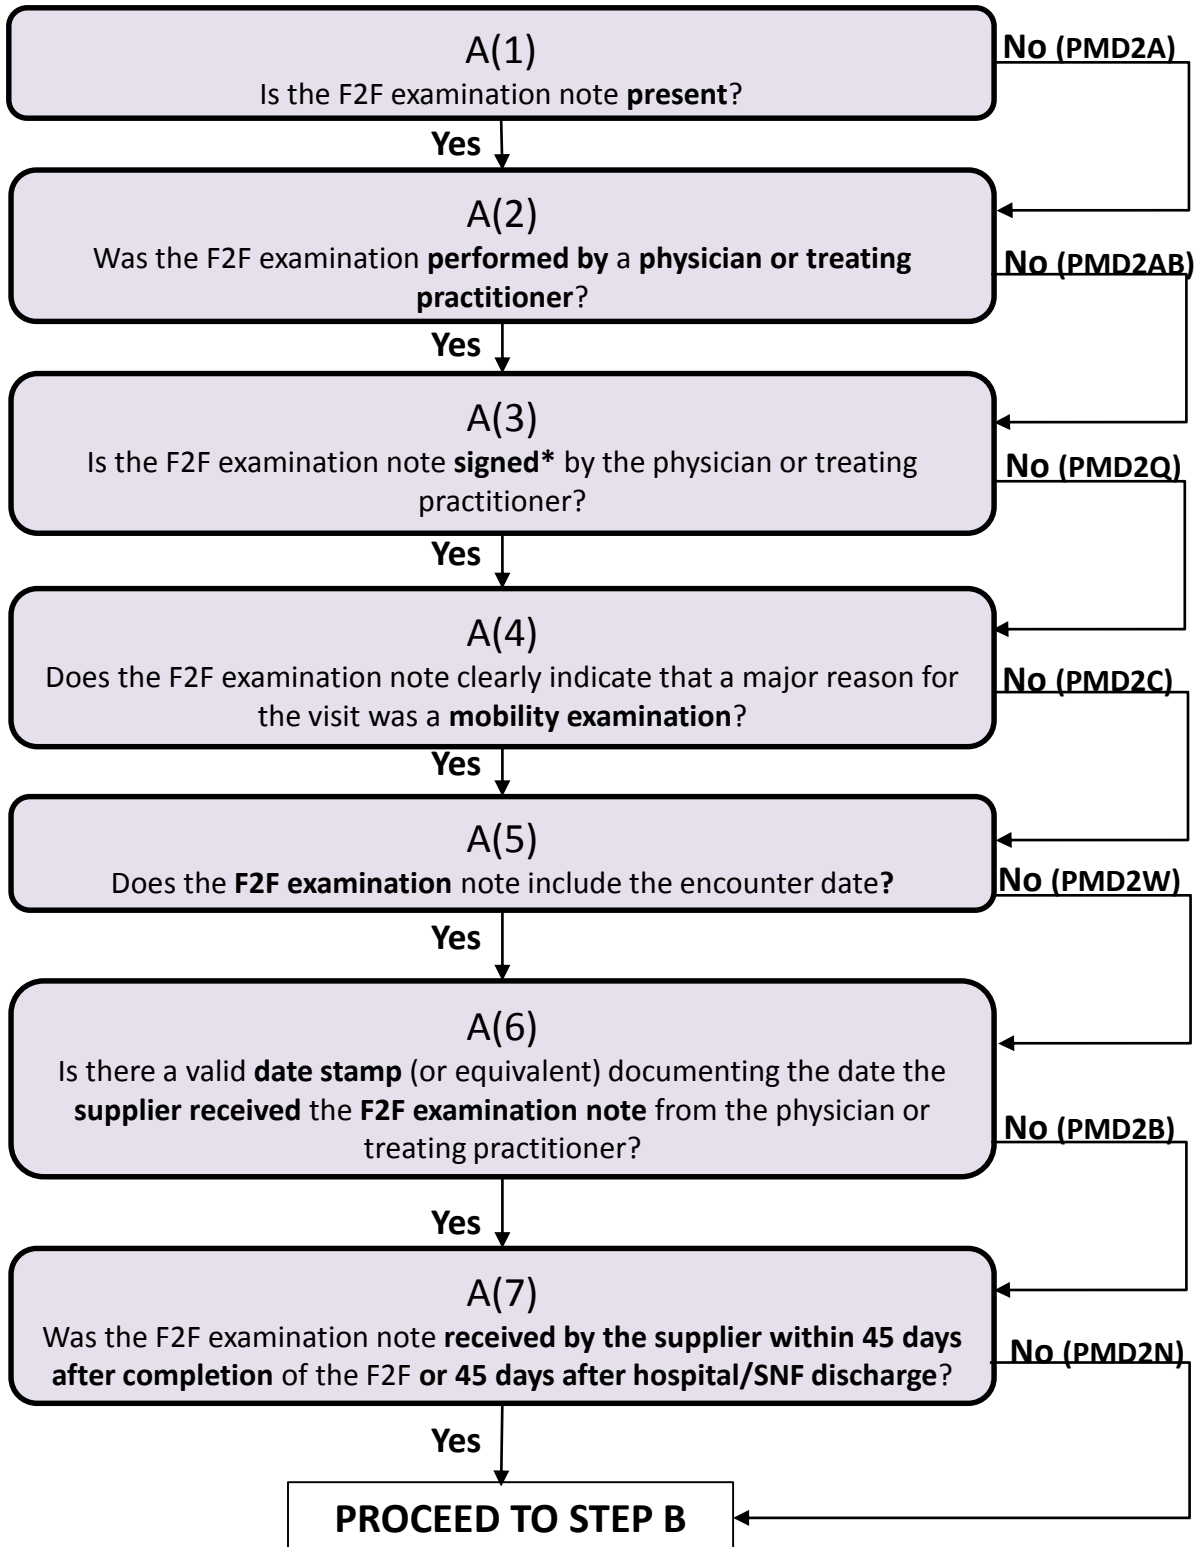 A(1)
Is the F2F examination note present?
No (PMD2A)
Yes
A(2)
Was the F2F examination performed by a physician or treating
practitioner?
No (PMD2AB)
Yes
A(3)
Is the F2F examination note signed* by the physician or treating
practitioner?
No (PMD2Q)
Yes
A(4)
Does the F2F examination note clearly indicate that a major reason for
the visit was a mobility examination?
No (PMD2C)
Yes
A(5)
Does the F2F examination note include the encounter date?
No (PMD2W)
Yes
A(6)
Is there a valid date stamp (or equivalent) documenting the date the
supplier received the F2F examination note from the physician or
treating practitioner?
No (PMD2B)
Yes
A(7)
Was the F2F examination note received by the supplier within 45 days
after completion of the F2F or 45 days after hospital/SNF discharge?
No (PMD2N)
Yes
PROCEED TO STEP B